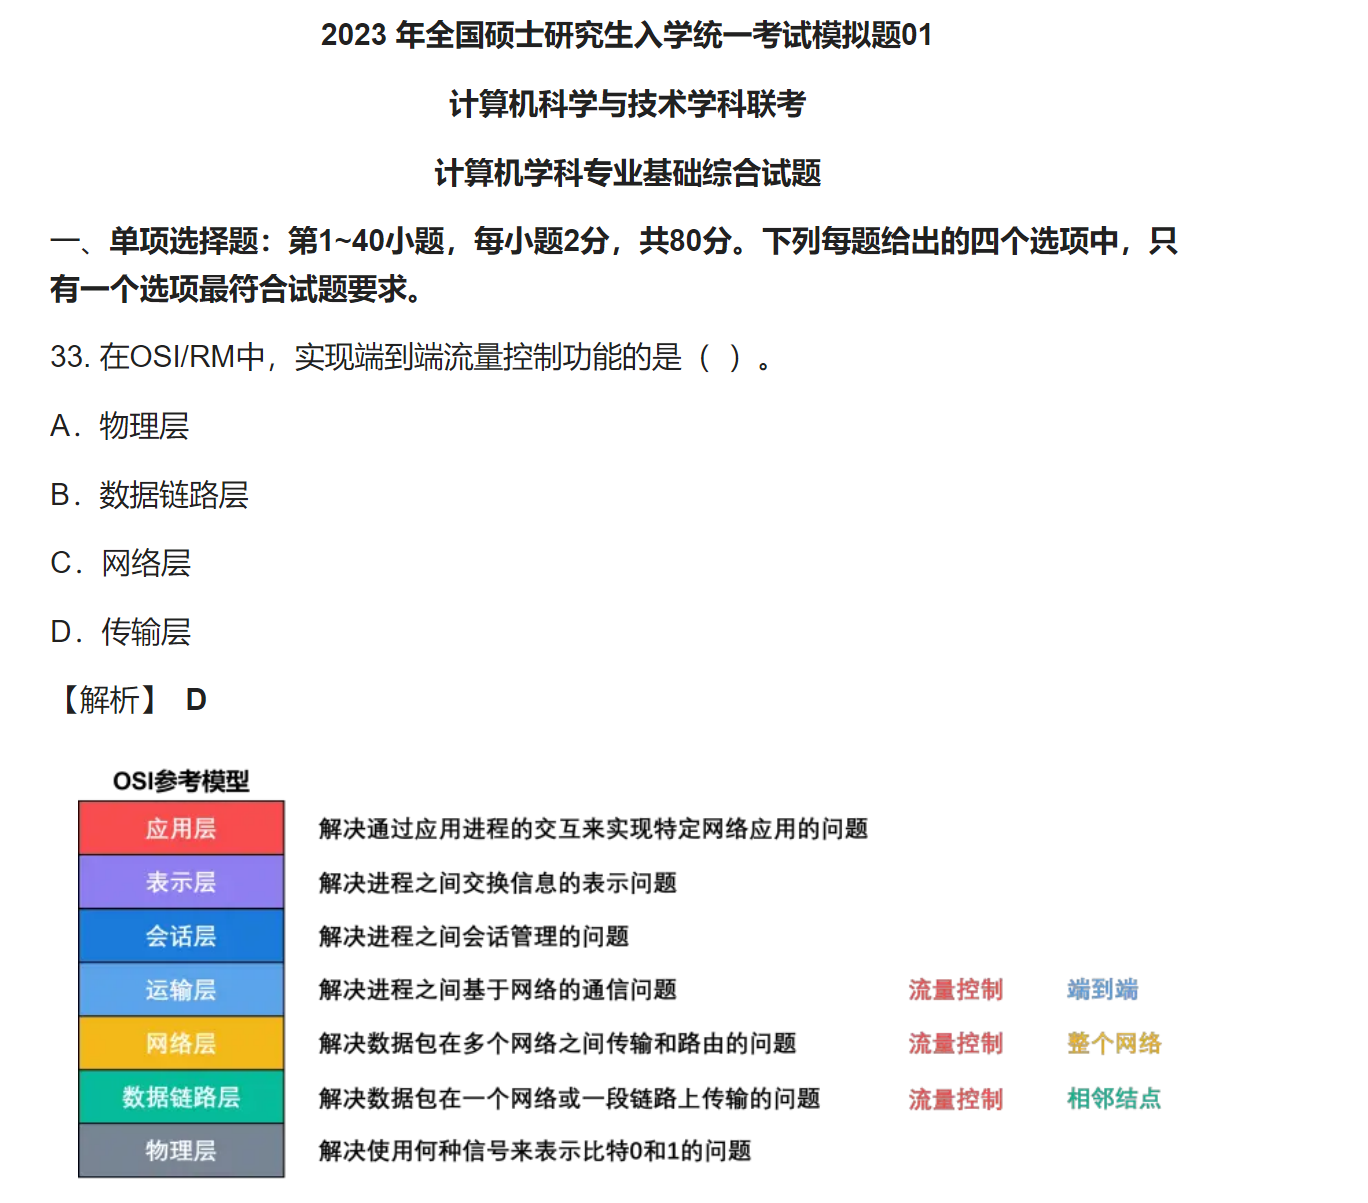 2023 年全国硕士研究生入学统一考试模拟题01
计算机科学与技术学科联考
计算机学科专业基础综合试题
一、单项选择题：第1~40小题，每小题2分，共80分。下列每题给出的四个选项中，只
有一个选项最符合试题要求。
33. 在OSI/RM中，实现端到端流量控制功能的是（ ）。
A．物理层
B．数据链路层
C．网络层
D．传输层
【解析】 D
OSI参考模型
应用层 解决通过应用进程的交互来实现特定网络应用的问题
表示层 解决进程之间交换信息的表示问题
会话层 解决进程之间会话管理的问题
运输层 解决进程之间基于网络的通信问题 流量控制 端到端
网络层 解决数据包在多个网络之间传输和路由的问题 流量控制 整个网络
数据链路层 解决数据包在一个网络或一段链路上传输的问题 流量控制 相邻结点
物理层 解决使用何种信号来表示比特0和1的问题